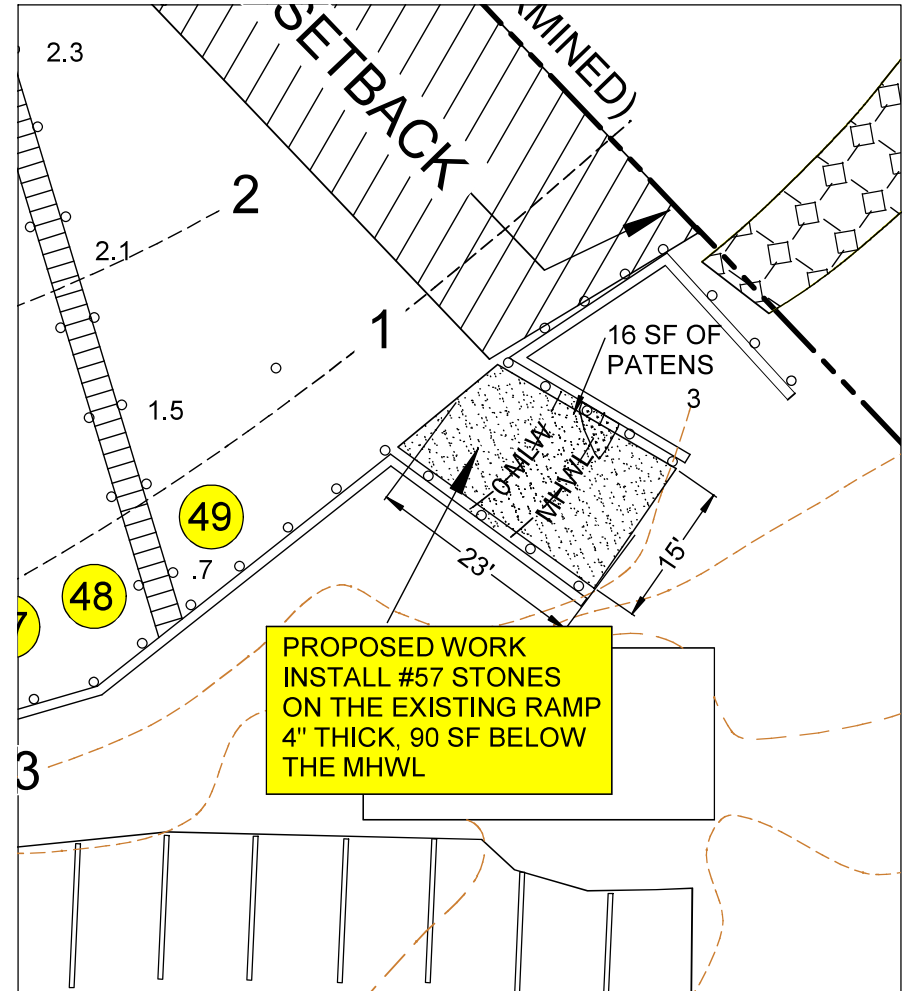 2.3
SETBACK
RMINED)
2
2.1
1
16 SF OF
PATENS
3
1.5
0 MLW
MHWL
49
23'
15'
.7
48
7
PROPOSED WORK
INSTALL #57 STONES
ON THE EXISTING RAMP
4" THICK, 90 SF BELOW
THE MHWL
3